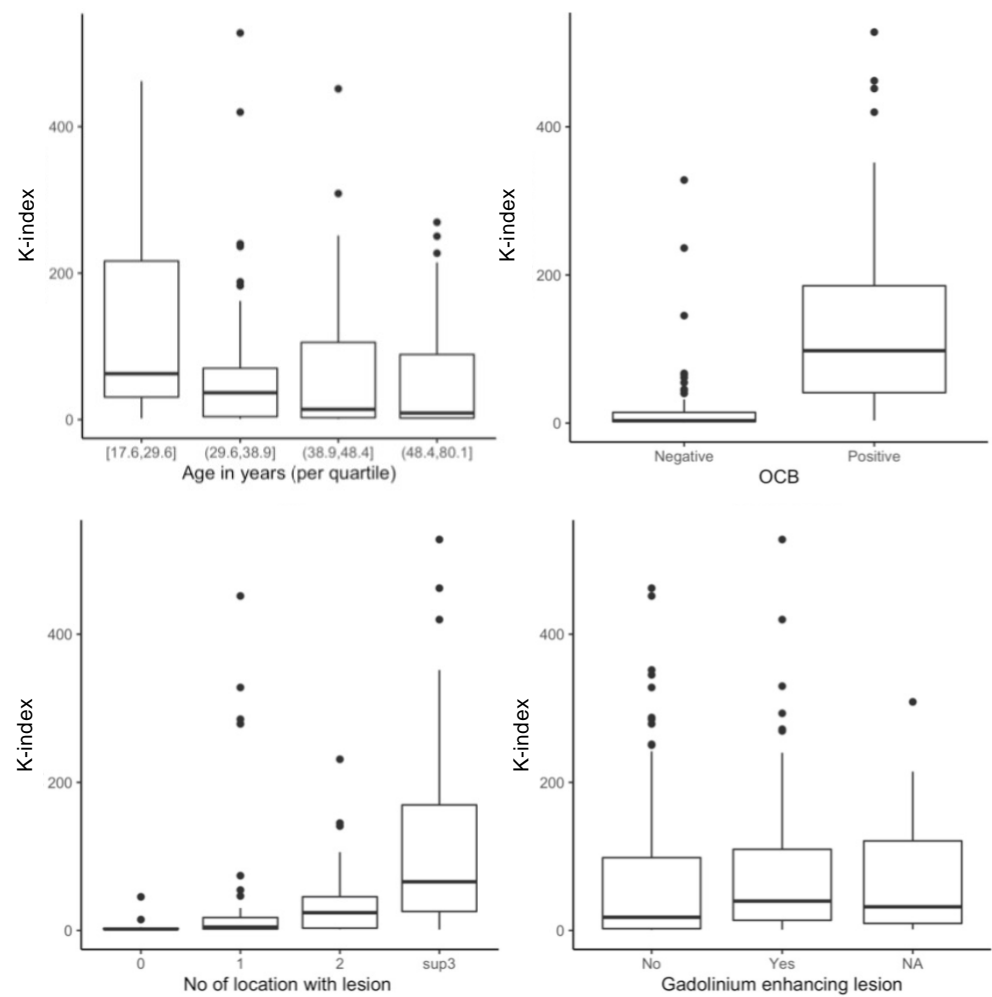 K-index
400
200
0
[17.6,29.6]
(29.6,38.9]
(38.9,48.4]
(48.4,80.1]
Age in years (per quartile)
K-index
400
200
0
Negative
Positive
OCB
K-index
400
200
0
0
1
2
sup3
No of location with lesion
K-index
400
200
0
No
Yes
NA
Gadolinium enhancing lesion